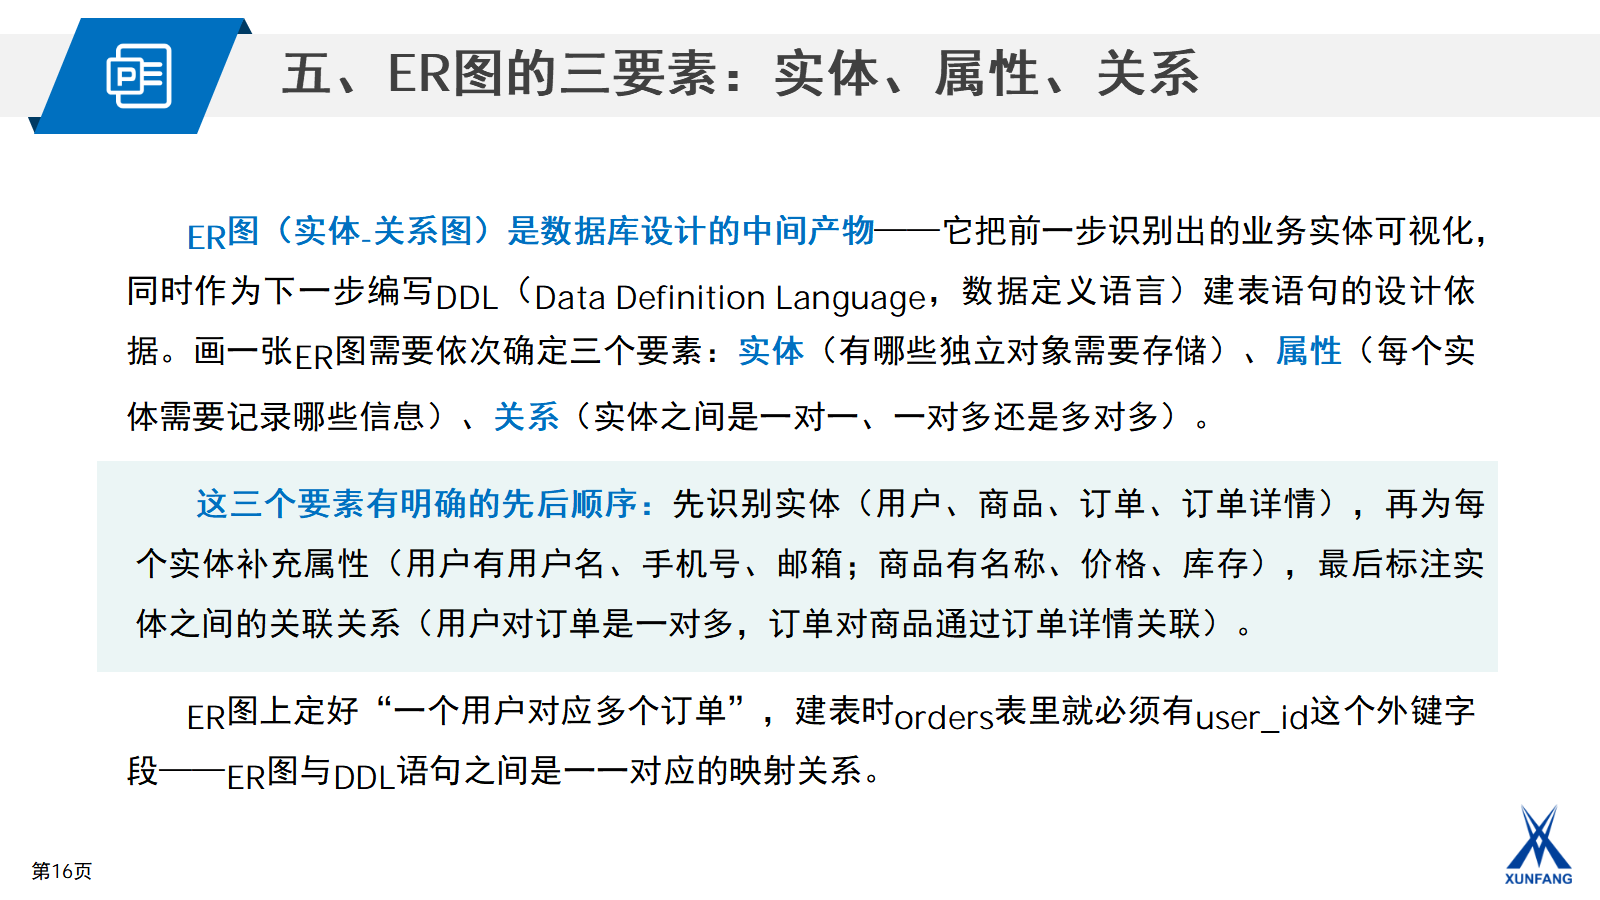 五、ER图的三要素：实体、属性、关系
ER图（实体-关系图）是数据库设计的中间产物——它把前一步识别出的业务实体可视化，
同时作为下一步编写DDL（Data Definition Language，数据定义语言）建表语句的设计依
据。画一张ER图需要依次确定三个要素：实体（有哪些独立对象需要存储）、属性（每个实
体需要记录哪些信息）、关系（实体之间是一对一、一对多还是多对多）。
这三个要素有明确的先后顺序：先识别实体（用户、商品、订单、订单详情），再为每
个实体补充属性（用户有用户名、手机号、邮箱；商品有名称、价格、库存），最后标注实
体之间的关联关系（用户对订单是一对多，订单对商品通过订单详情关联）。
ER图上定好“一个用户对应多个订单”，建表时orders表里就必须有user_id这个外键字
段——ER图与DDL语句之间是一一对应的映射关系。
第16页
XUNFANG